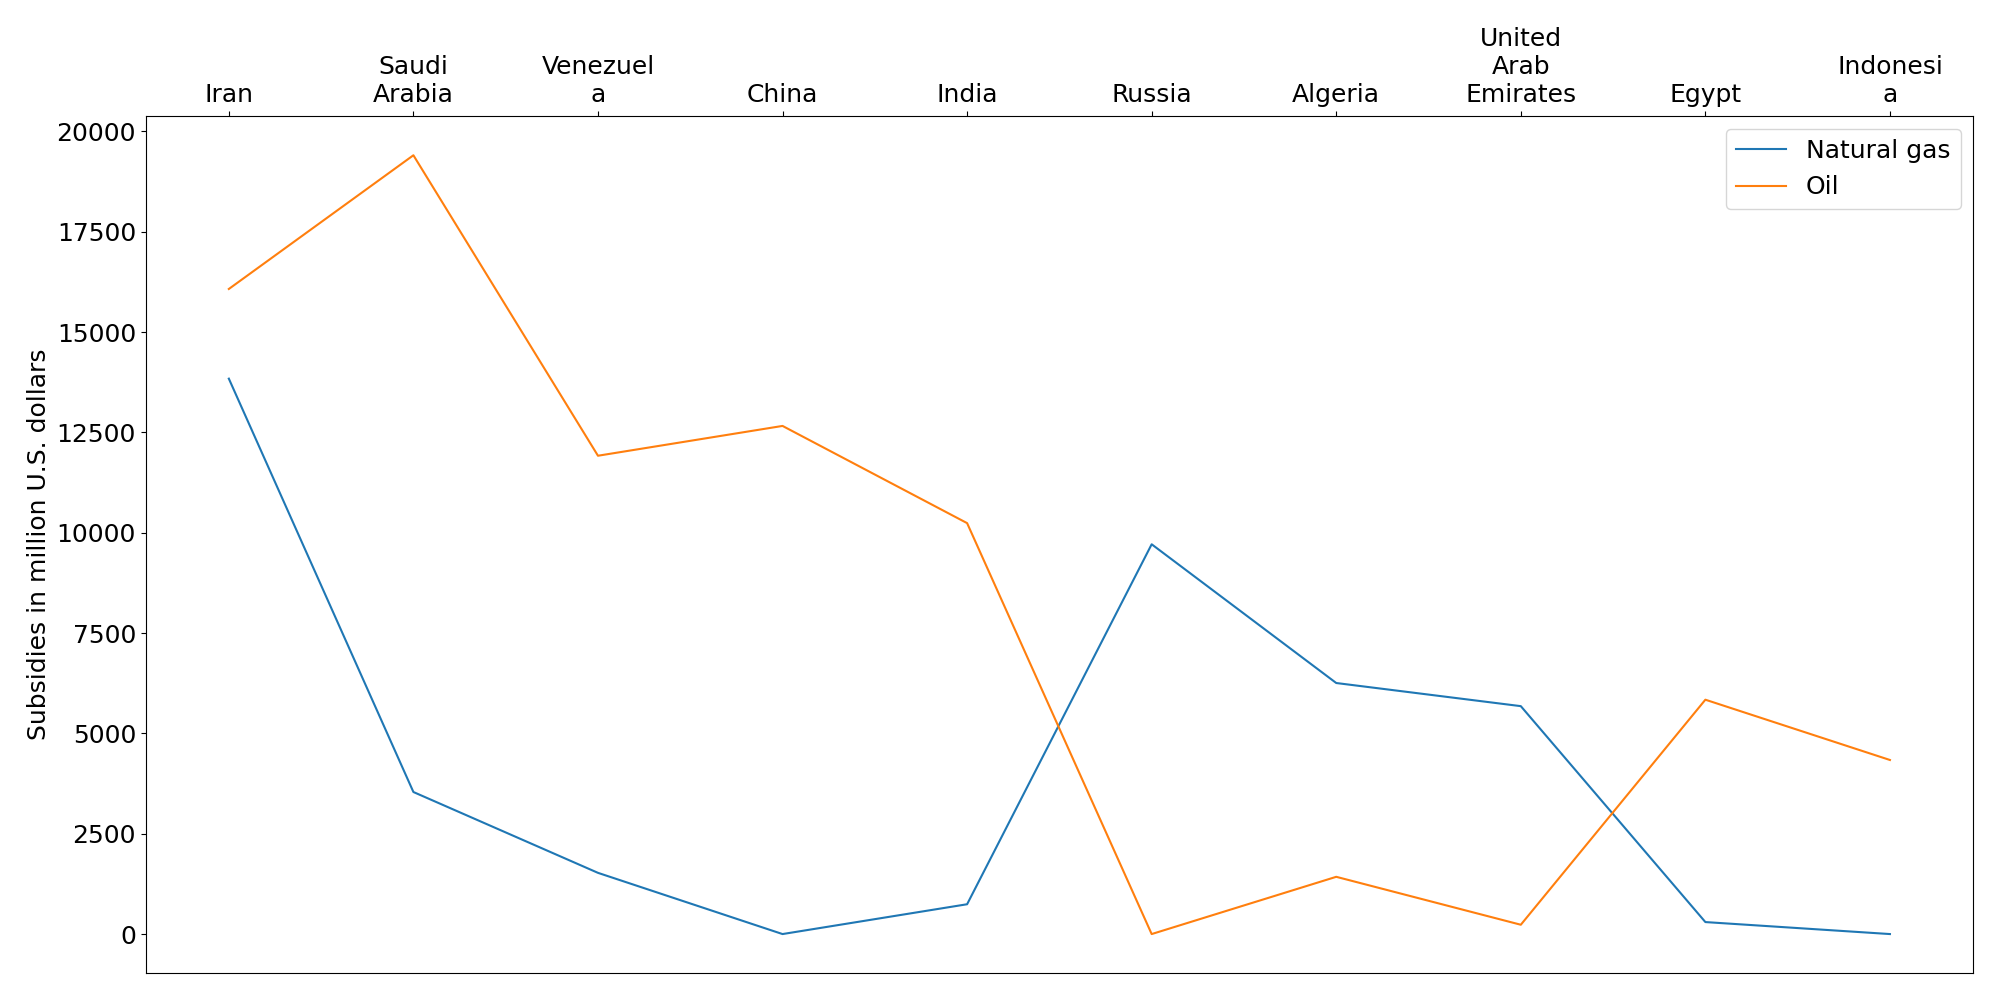 Iran
Saudi
Arabia
Venezuel
a
China
India
Russia
Algeria
United
Arab
Emirates
Egypt
Indonesi
a
20000
17500
15000
12500
10000
7500
5000
2500
0
Subsidies in million U.S. dollars
Natural gas
Oil